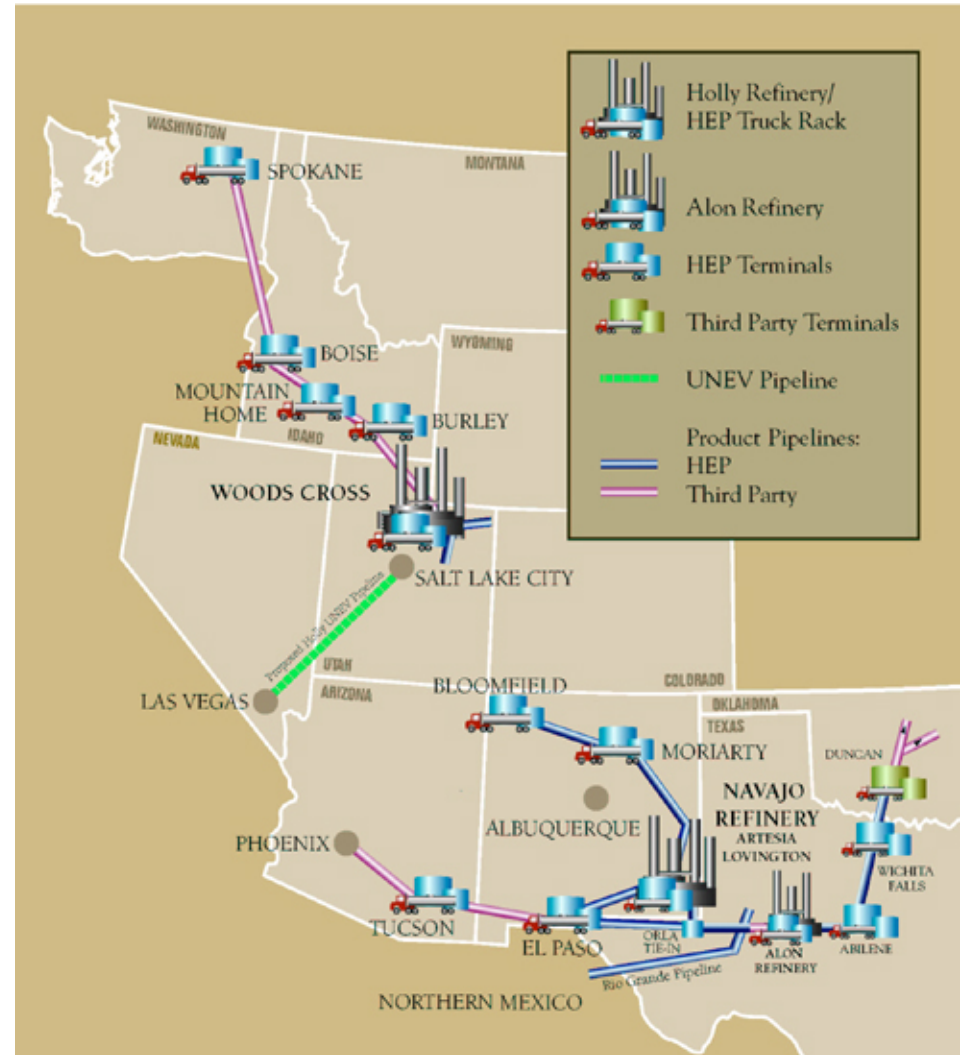 WASHINGTON
SPOKANE
MONTANA
Holly Refinery/
HEP Truck Rack
Alon Refinery
HEP Terminals
Third Party Terminals
UNEV Pipeline
Product Pipelines:
HEP
Third Party
BOISE
WYOMING
MOUNTAIN
HOME
BURLEY
IDAHO
NEVADA
WOODS CROSS
SALT LAKE CITY
Proposed Holly UNEV Pipeline
UTAH
LAS VEGAS
ARIZONA
COLORADO
BLOOMFIELD
OKLAHOMA
TEXAS
MORIARTY
DUNCAN
NAVAJO
REFINERY
ARTESIA
LOVINGTON
ALBUQUERQUE
PHOENIX
WICHITA
FALLS
TUCSON
EL PASO
ORLA
TIE-IN
ALON
REFINERY
ABILENE
Rio Grande Pipeline
NORTHERN MEXICO